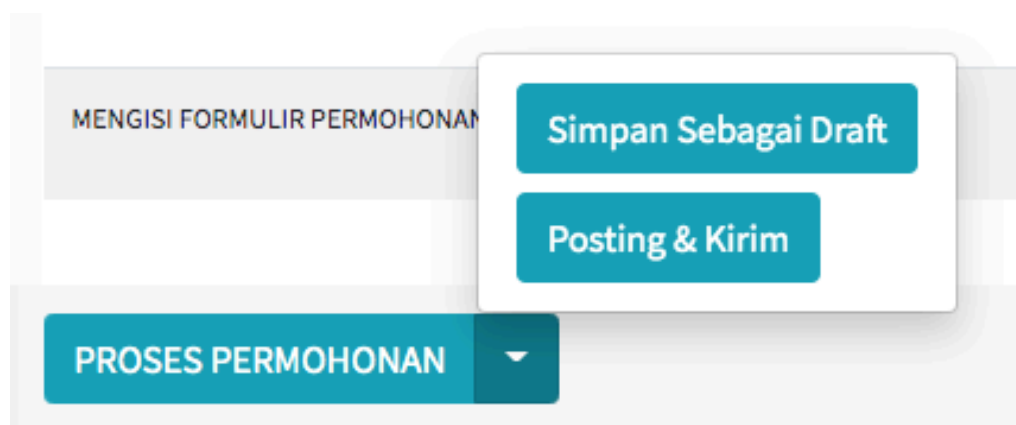 MENGISI FORMULIR PERMOHONAN
Simpan Sebagai Draft
Posting & Kirim
PROSES PERMOHONAN